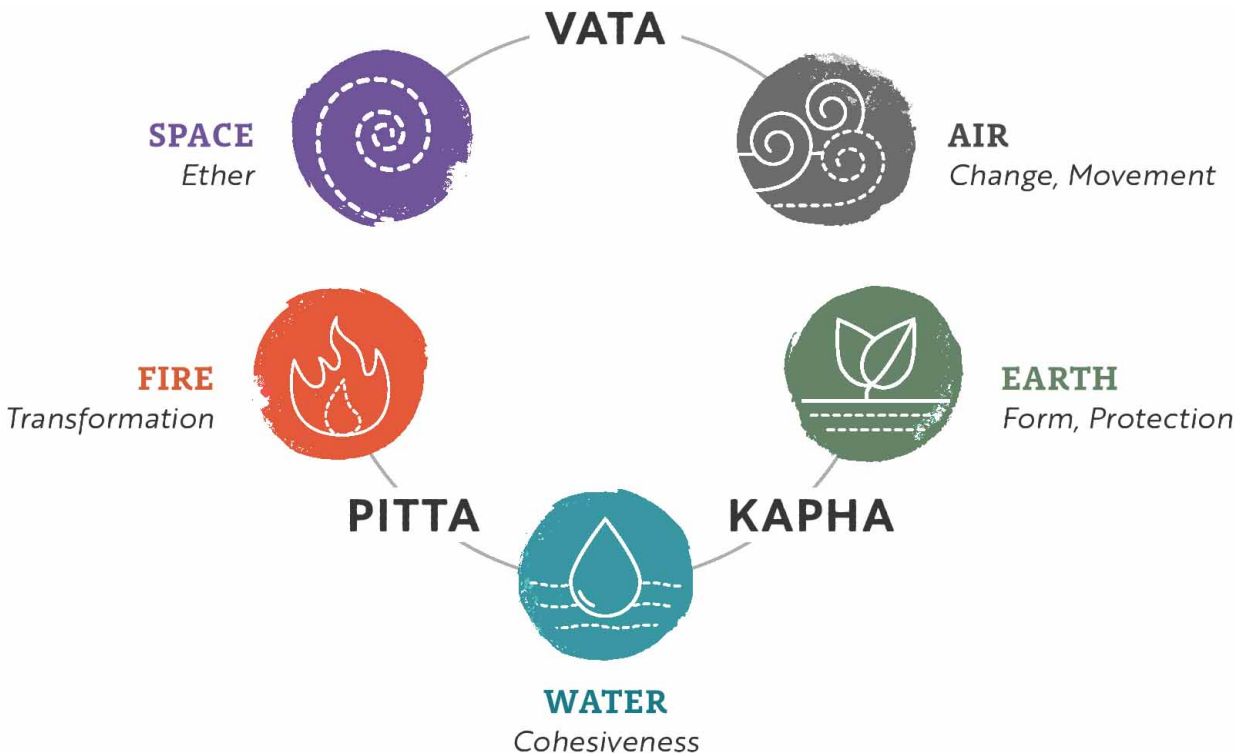 VATA
SPACE
Ether
AIR
Change, Movement
FIRE
Transformation
EARTH
Form, Protection
PITTA
KAPHA
WATER
Cohesiveness